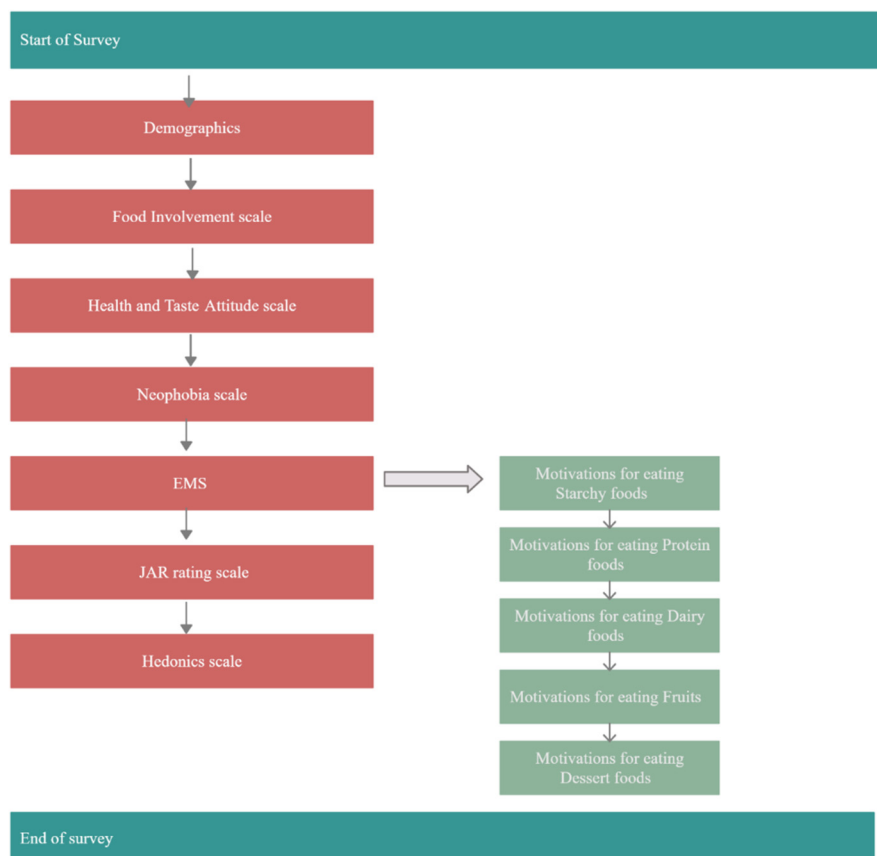 Start of Survey
Demographics
Food Involvement scale
Health and Taste Attitude scale
Neophobia scale
EMS
JAR rating scale
Hedonics scale
Motivations for eating
Starchy foods
Motivations for eating Protein
foods
Motivations for eating Dairy
foods
Motivations for eating Fruits
Motivations for eating
Dessert foods
End of survey